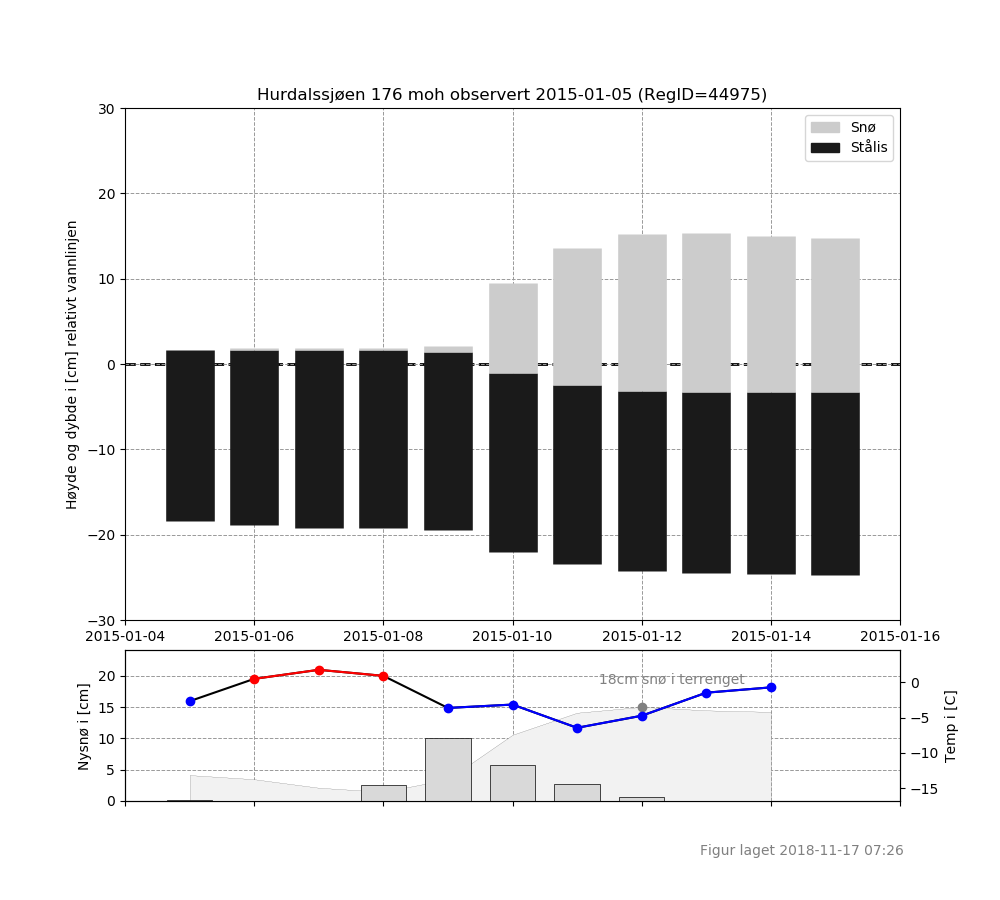 Hurdalssjøen 176 moh observert 2015-01-05 (RegID=44975)
Snø
Stålis
Høyde og dybde i [cm] relativt vannlinjen
30
20
10
0
−10
−20
−30
2015-01-04 2015-01-06 2015-01-08 2015-01-10 2015-01-12 2015-01-14 2015-01-16
Nysnø i [cm]
20
15
10
5
0
18cm snø i terrenget
0
−5
−10
−15
Temp i [C]
Figur laget 2018-11-17 07:26